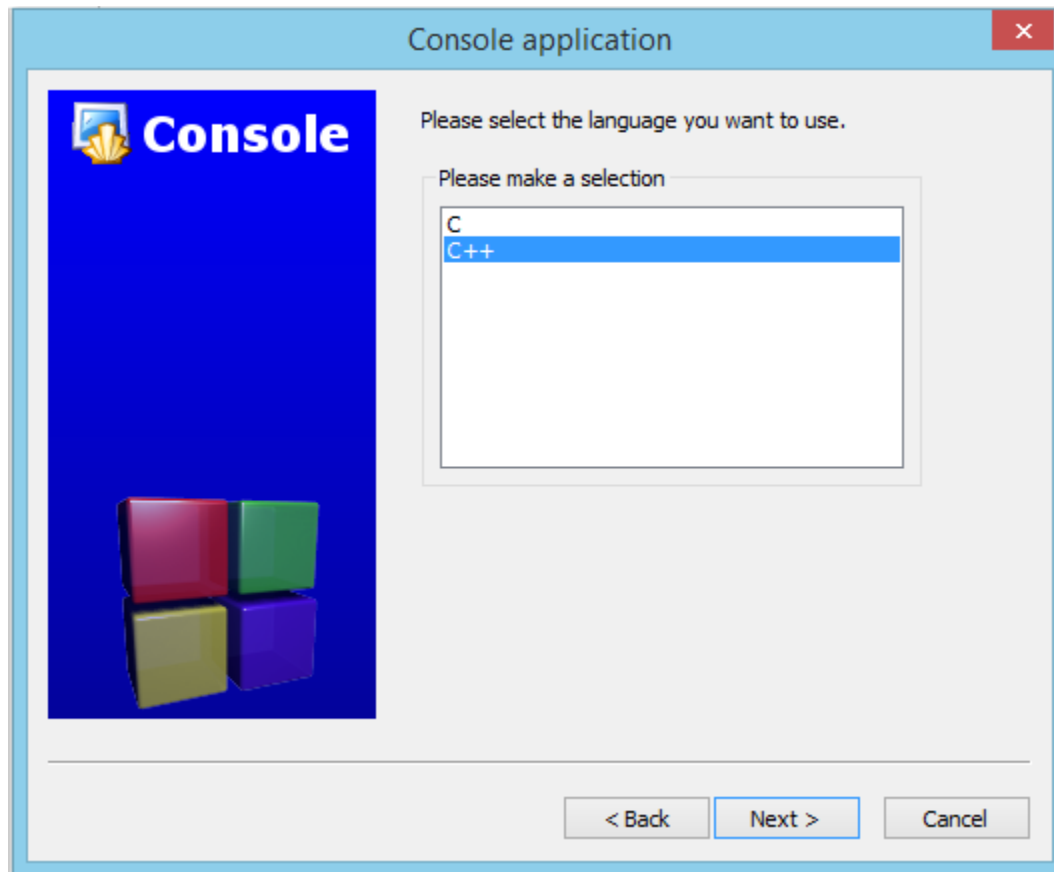 Console application
Console
Please select the language you want to use.
Please make a selection
C
C++
< Back
Next >
Cancel